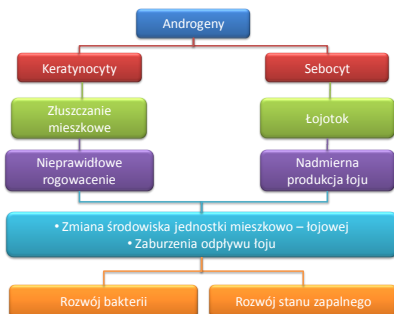 Androgeny
Keratynocyty
Sebocyt
Złuszczanie
mieszkowe
Łojotok
Nieprawidłowe
rogowacenie
Nadmierna
produkcja łoju
• Zmiana środowiska jednostki mieszkowo – łojowej
• Zaburzenia odpływu łoju
Rozwój bakterii
Rozwój stanu zapalnego